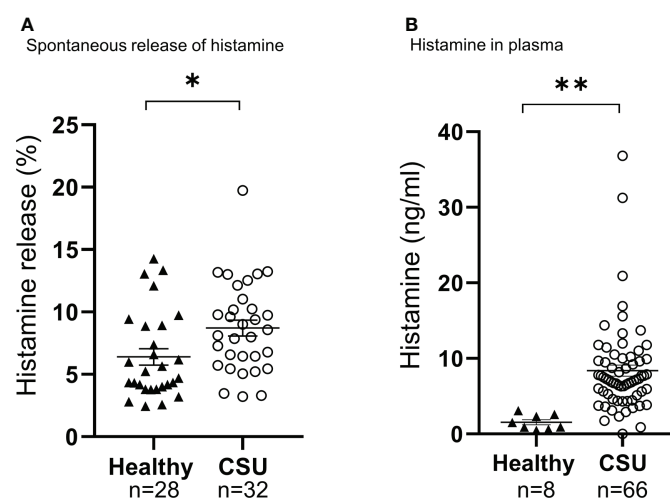 A
Spontaneous release of histamine
*
Histamine release (%)
25
20
15
10
5
0
Healthy CSU
n=28 n=32
B
Histamine in plasma
**
Histamine (ng/ml)
40
30
20
10
0
Healthy CSU
n=8 n=66